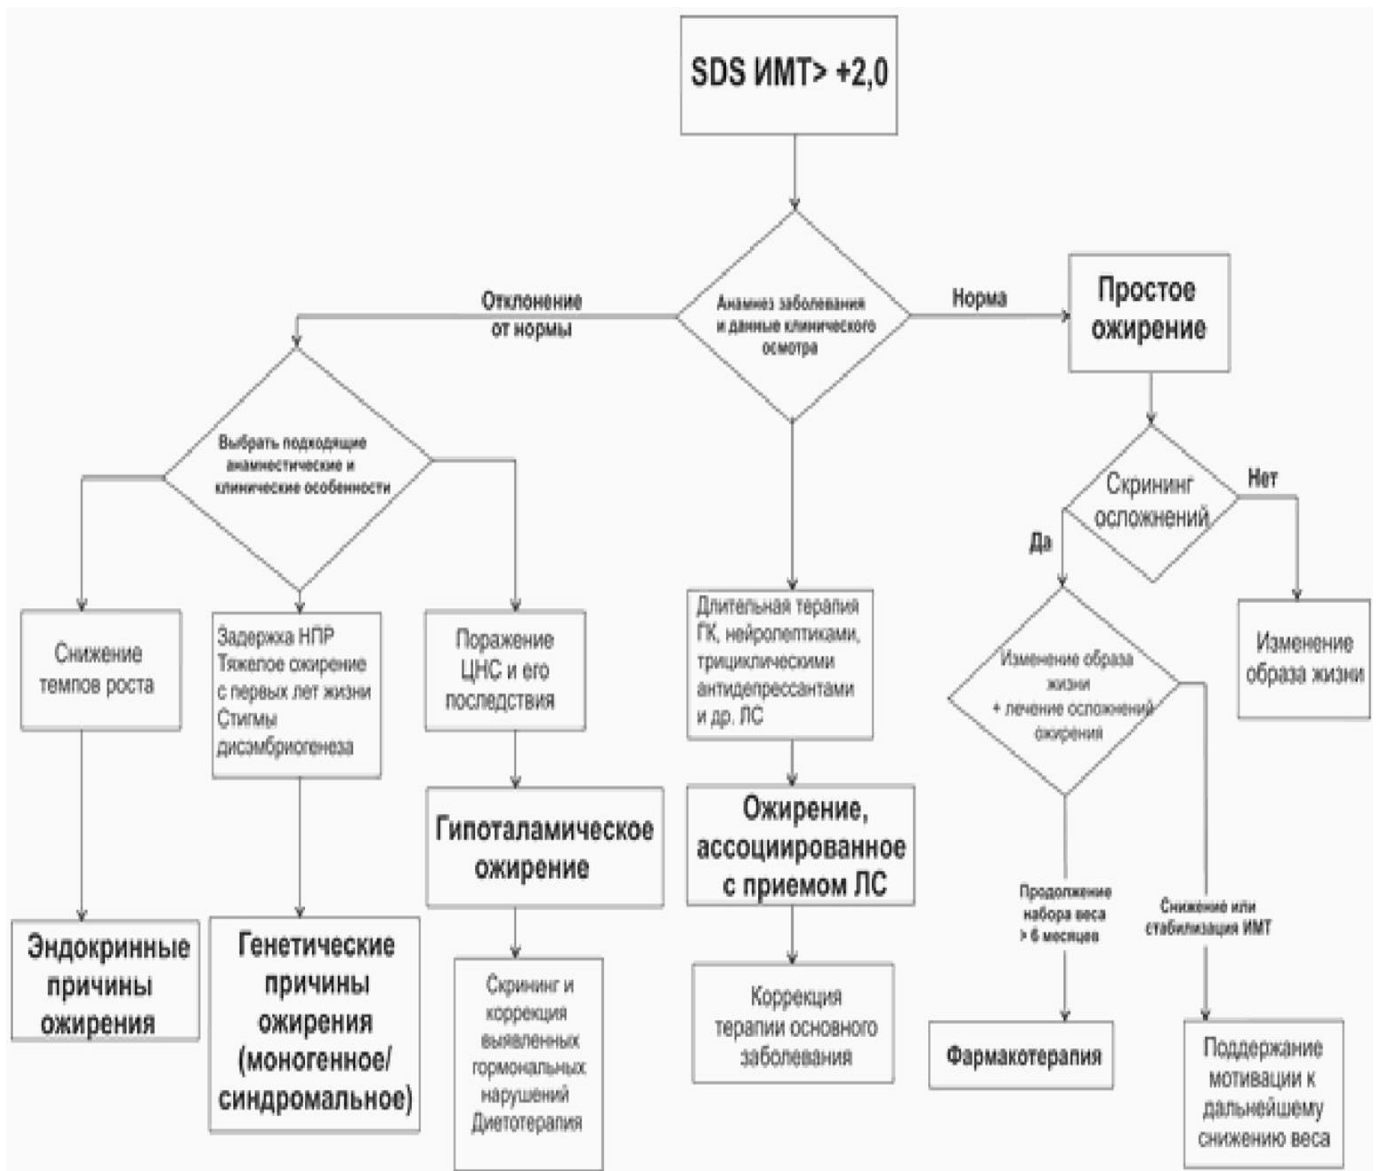 SDS ИМТ> +2,0
Анамнез заболевания
и данные клинического
осмотра
Отклонение
от нормы
Норма
Простое
ожирение
Выбрать подходящие
анамнестические и
клинические особенности
Скрининг
осложнений
Нет
Да
Снижение
темпов роста
Задержка НПР
Тяжелое ожирение
с первых лет жизни
Стигмы
дисэмбриогенеза
Поражение
ЦНС и его
последствия
Длительная терапия
ГК, нейролептиками,
трициклическими
антидепрессантами
и др. ЛС
Изменение образа
жизни
+ лечение осложнений
ожирения
Изменение
образа жизни
Гипоталамическое
ожирение
Ожирение,
ассоциированное
с приемом ЛС
Продолжение
набора веса
> 6 месяцев
Снижение или
стабилизация ИМТ
Эндокринные
причины
ожирения
Генетические
причины
ожирения
(моногенное/
синдромальное)
Скрининг и
коррекция
выявленных
гормональных
нарушений
Диетотерапия
Коррекция
терапии основного
заболевания
Фармакотерапия
Поддержание
мотивации к
дальнейшему
снижению веса